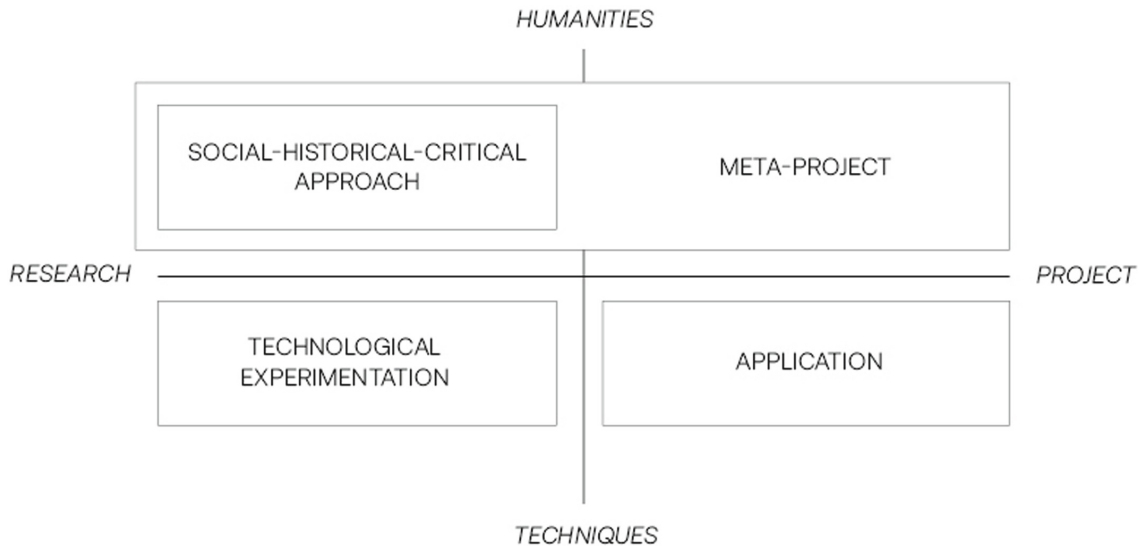 HUMANITIES
SOCIAL-HISTORICAL-CRITICAL
APPROACH
META-PROJECT
RESEARCH
PROJECT
TECHNOLOGICAL
EXPERIMENTATION
APPLICATION
TECHNIQUES